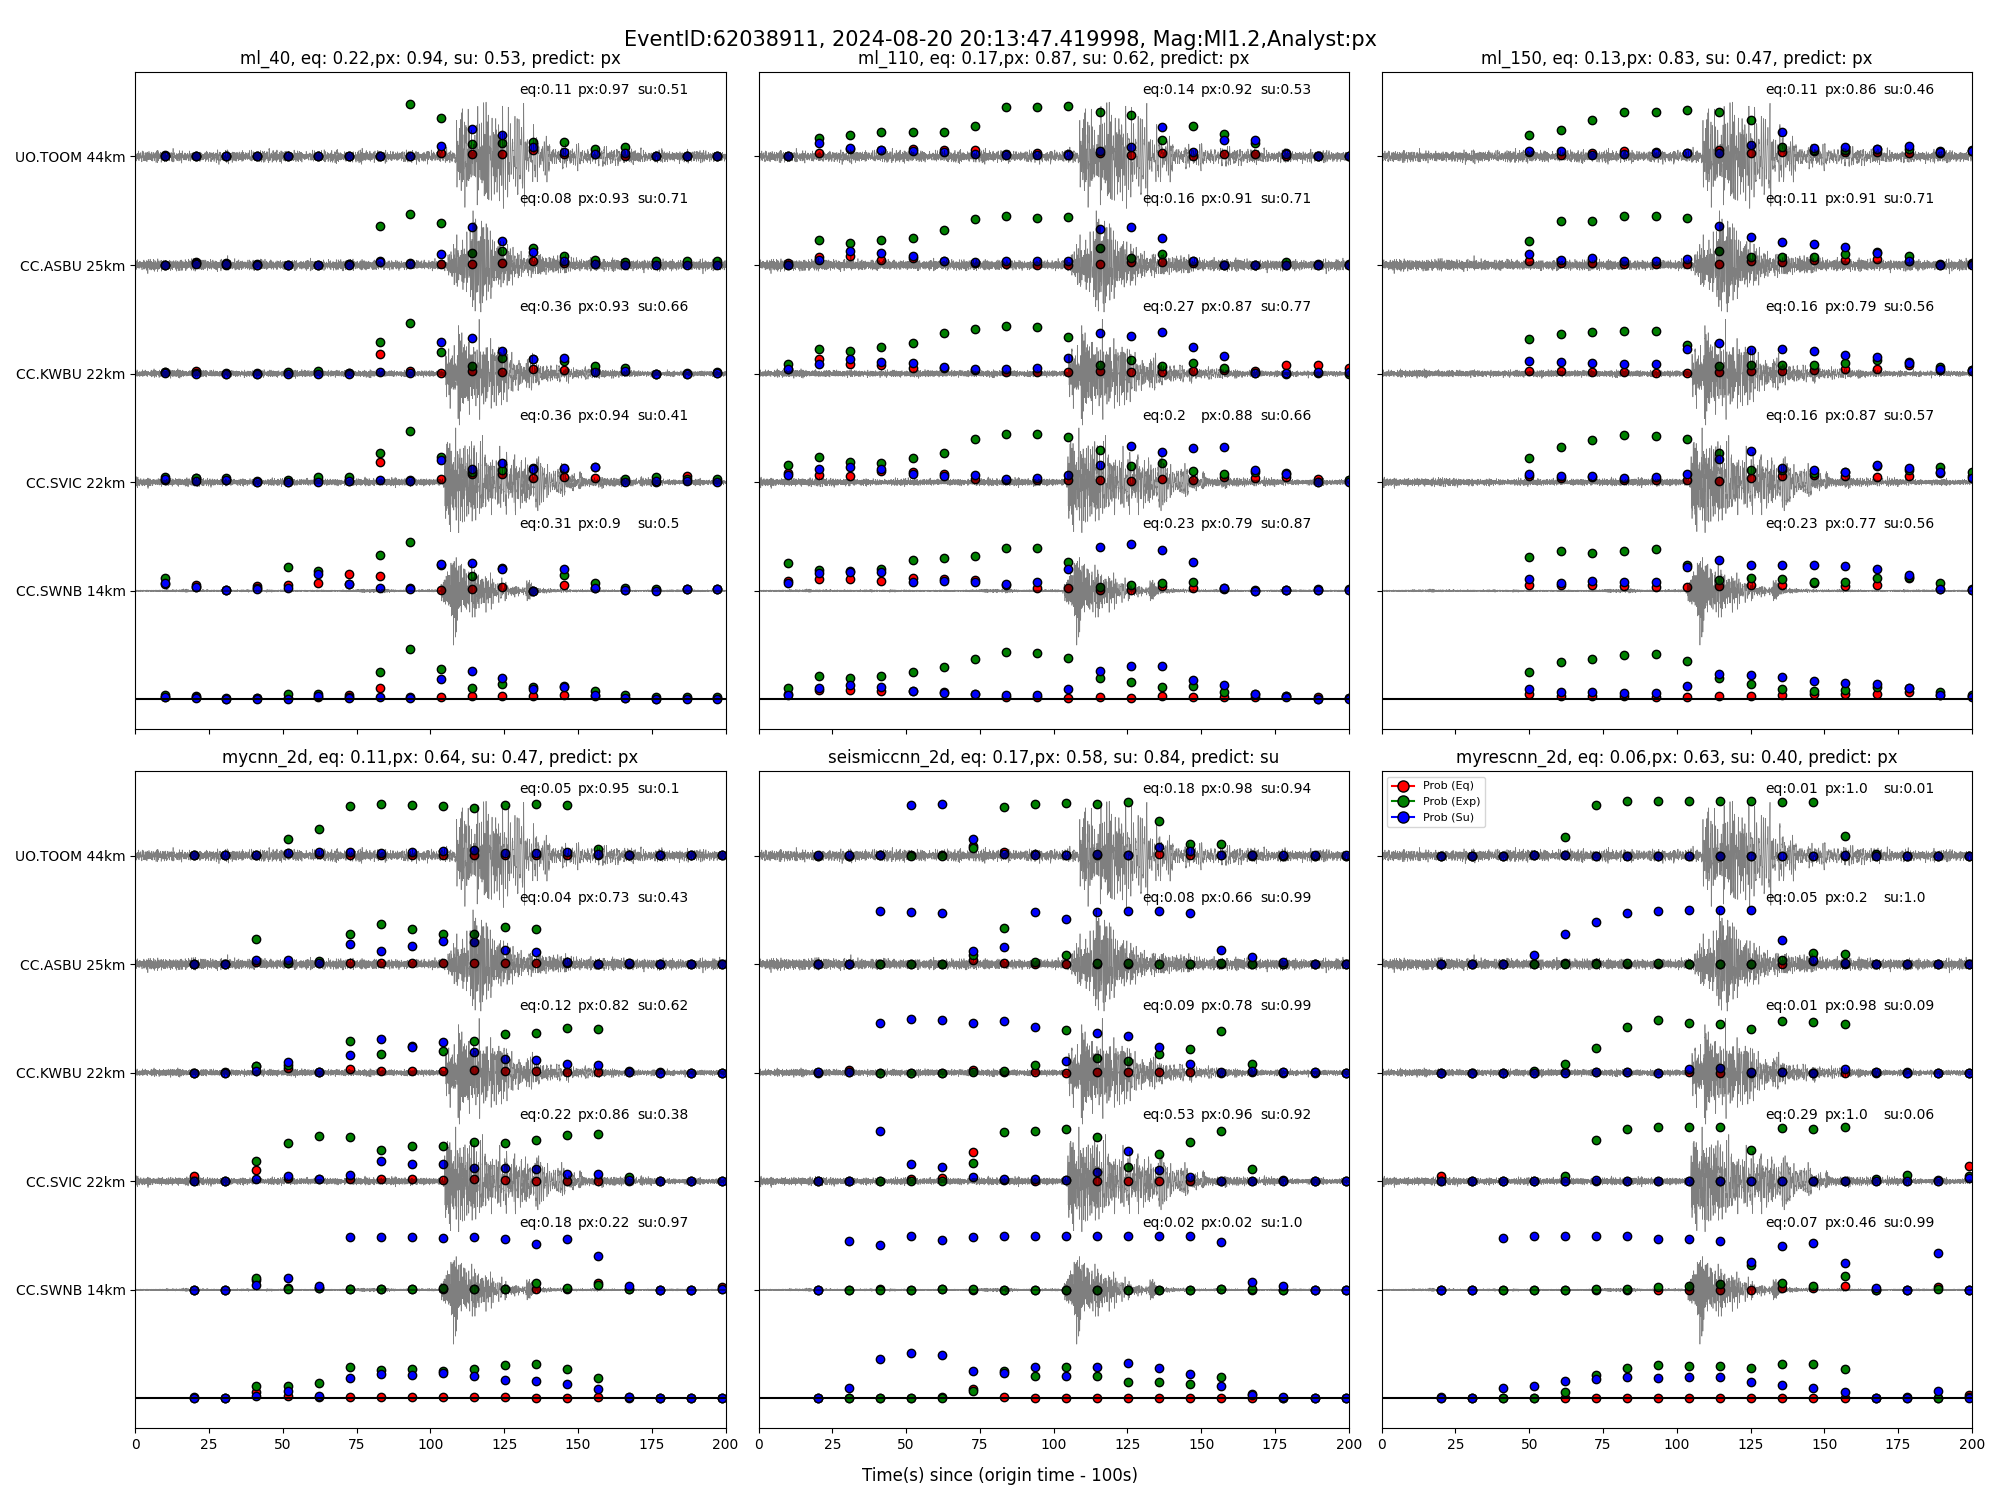 EventID:62038911, 2024-08-20 20:13:47.419998, Mag:Ml1.2,Analyst:px
ml_40, eq: 0.22,px: 0.94, su: 0.53, predict: px
eq:0.11 px:0.97 su:0.51
UO.TOOM 44km
eq:0.08 px:0.93 su:0.71
CC.ASBU 25km
eq:0.36 px:0.93 su:0.66
CC.KWBU 22km
eq:0.36 px:0.94 su:0.41
CC.SVIC 22km
eq:0.31 px:0.9 su:0.5
CC.SWNB 14km
ml_110, eq: 0.17,px: 0.87, su: 0.62, predict: px
eq:0.14 px:0.92 su:0.53
eq:0.16 px:0.91 su:0.71
eq:0.27 px:0.87 su:0.77
eq:0.2 px:0.88 su:0.66
eq:0.23 px:0.79 su:0.87
ml_150, eq: 0.13,px: 0.83, su: 0.47, predict: px
eq:0.11 px:0.86 su:0.46
eq:0.11 px:0.91 su:0.71
eq:0.16 px:0.79 su:0.56
eq:0.16 px:0.87 su:0.57
eq:0.23 px:0.77 su:0.56
mycnn_2d, eq: 0.11,px: 0.64, su: 0.47, predict: px
eq:0.05 px:0.95 su:0.1
UO.TOOM 44km
eq:0.04 px:0.73 su:0.43
CC.ASBU 25km
eq:0.12 px:0.82 su:0.62
CC.KWBU 22km
eq:0.22 px:0.86 su:0.38
CC.SVIC 22km
eq:0.18 px:0.22 su:0.97
CC.SWNB 14km
0 25 50 75 100 125 150 175 200
seismiccnn_2d, eq: 0.17,px: 0.58, su: 0.84, predict: su
eq:0.18 px:0.98 su:0.94
eq:0.08 px:0.66 su:0.99
eq:0.09 px:0.78 su:0.99
eq:0.53 px:0.96 su:0.92
eq:0.02 px:0.02 su:1.0
0 25 50 75 100 125 150 175 200
myrescnn_2d, eq: 0.06,px: 0.63, su: 0.40, predict: px
Prob (Eq)
Prob (Exp)
Prob (Su)
eq:0.01 px:1.0 su:0.01
eq:0.05 px:0.2 su:1.0
eq:0.01 px:0.98 su:0.09
eq:0.29 px:1.0 su:0.06
eq:0.07 px:0.46 su:0.99
0 25 50 75 100 125 150 175 200
Time(s) since (origin time - 100s)